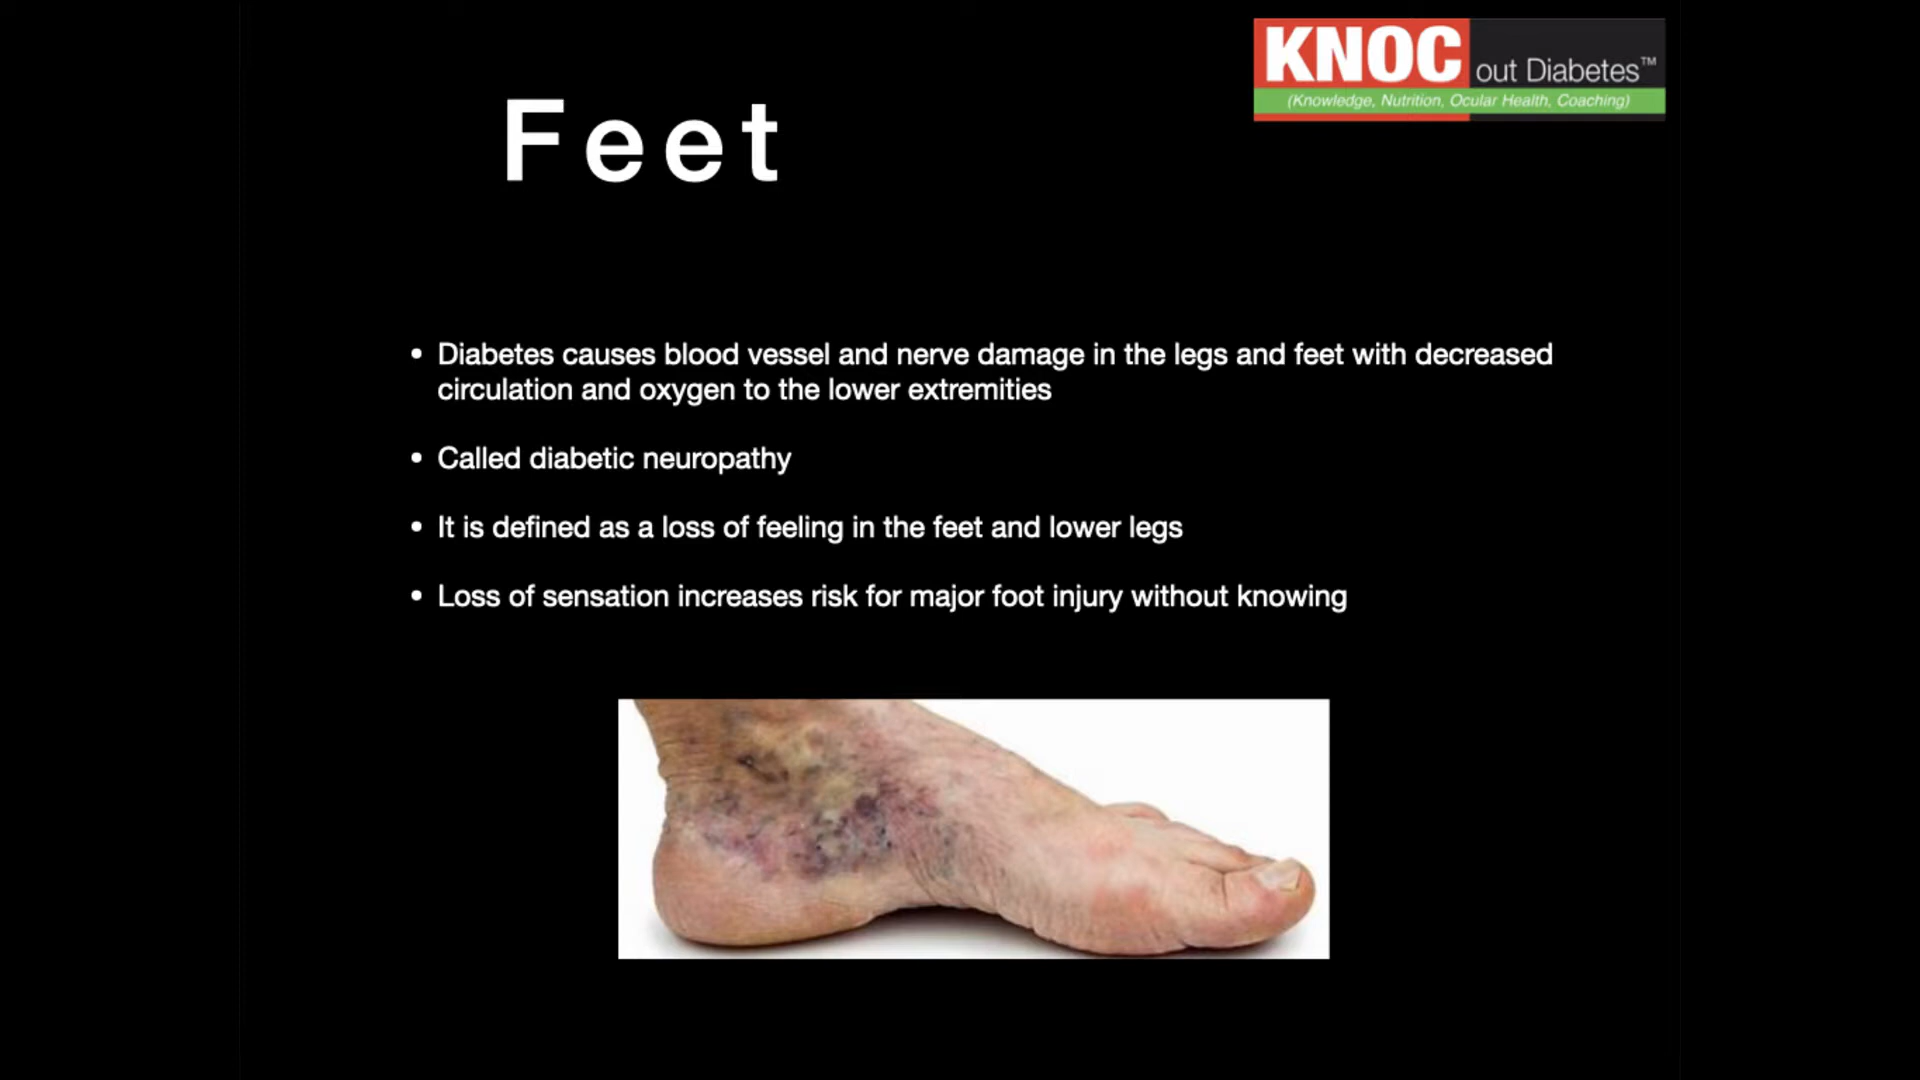 KNOC out Diabetes™
(Knowledge, Nutrition, Ocular Health, Coaching)
Feet
• Diabetes causes blood vessel and nerve damage in the legs and feet with decreased
circulation and oxygen to the lower extremities
• Called diabetic neuropathy
• It is defined as a loss of feeling in the feet and lower legs
• Loss of sensation increases risk for major foot injury without knowing